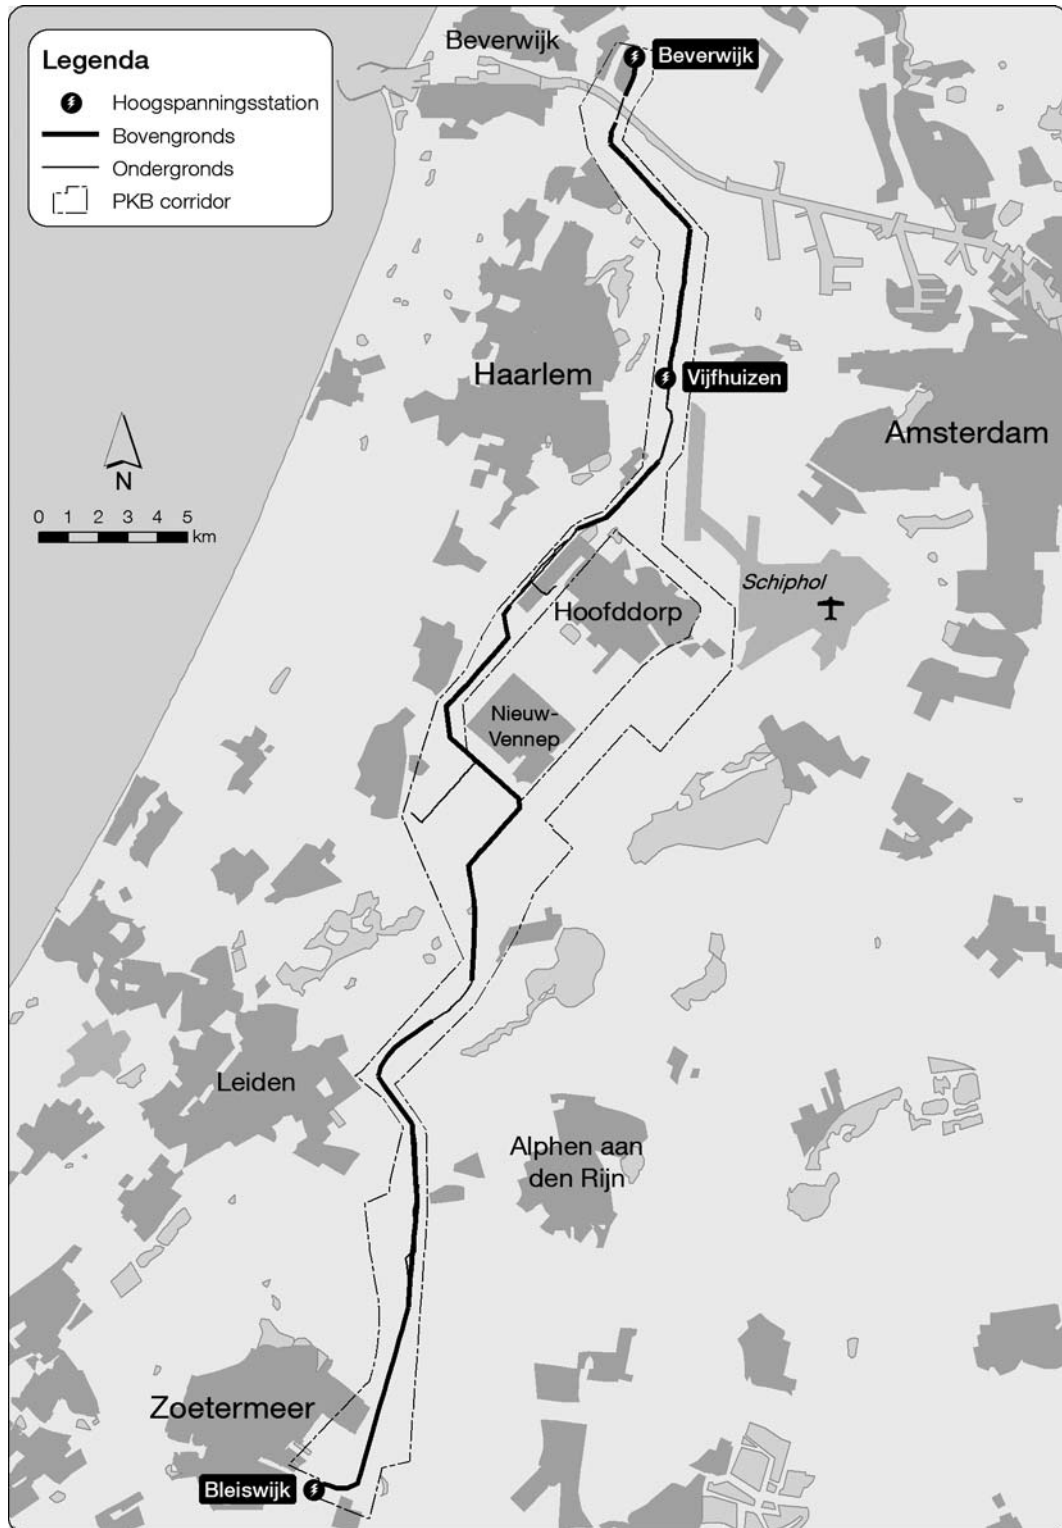 Legenda
Hoogspanningsstation
Bovengronds
Ondergronds
PKB corridor
Beverwijk
Beverwijk
Haarlem
Vijfhuizen
Amsterdam
N
0 1 2 3 4 5
km
Schiphol
Hoofddorp
Nieuw-
Vennep
Leiden
Alphen aan
den Rijn
Zoetermeer
Bleiswijk